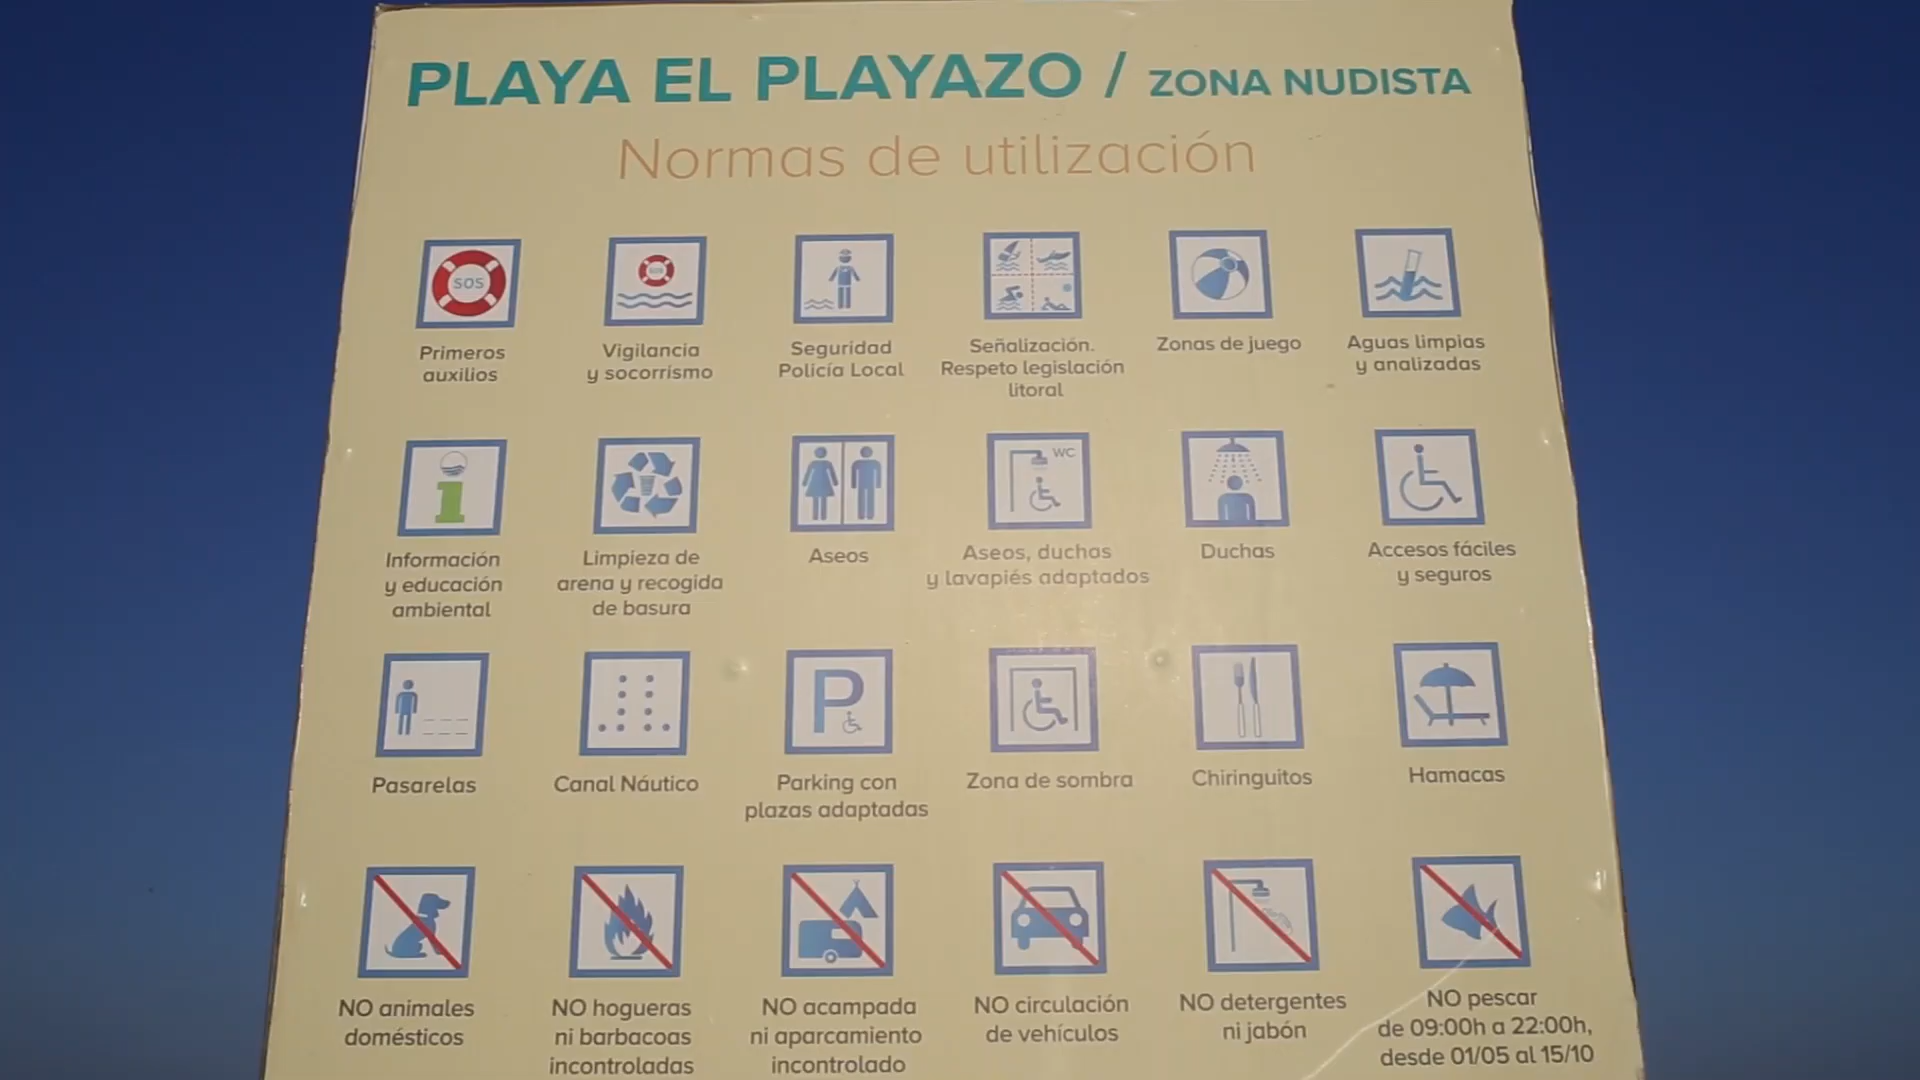 PLAYA EL PLAYAZO / ZONA NUDISTA
Normas de utilización
SOS
SOS
Primeros
auxilios
Vigilancia
y socorrismo
Seguridad
Policía Local
Señalización.
Respeto legislación
litoral
Zonas de juego
Aguas limpias
y analizadas
i
WC
Información
y educación
ambiental
Limpieza de
arena y recogida
de basura
Aseos
Aseos, duchas
y lavapiés adaptados
Duchas
Accesos fáciles
y seguros
P
Pasarelas
Canal Náutico
Parking con
plazas adaptadas
Zona de sombra
Chiringuitos
Hamacas
NO animales
domésticos
NO hogueras
ni barbacoas
incontroladas
NO acampada
ni aparcamiento
incontrolado
NO circulación
de vehículos
NO detergentes
ni jabón
NO pescar
de 09:00h a 22:00h,
desde 01/05 al 15/10